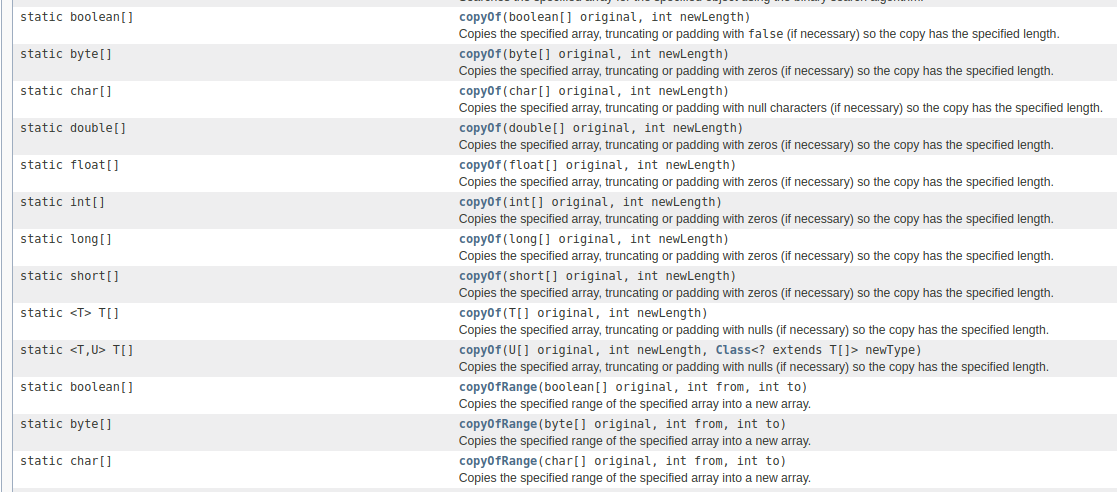 static boolean[] copyOf(boolean[] original, int newLength)
Copies the specified array, truncating or padding with false (if necessary) so the copy has the specified length.
static byte[] copyOf(byte[] original, int newLength)
Copies the specified array, truncating or padding with zeros (if necessary) so the copy has the specified length.
static char[] copyOf(char[] original, int newLength)
Copies the specified array, truncating or padding with null characters (if necessary) so the copy has the specified length.
static double[] copyOf(double[] original, int newLength)
Copies the specified array, truncating or padding with zeros (if necessary) so the copy has the specified length.
static float[] copyOf(float[] original, int newLength)
Copies the specified array, truncating or padding with zeros (if necessary) so the copy has the specified length.
static int[] copyOf(int[] original, int newLength)
Copies the specified array, truncating or padding with zeros (if necessary) so the copy has the specified length.
static long[] copyOf(long[] original, int newLength)
Copies the specified array, truncating or padding with zeros (if necessary) so the copy has the specified length.
static short[] copyOf(short[] original, int newLength)
Copies the specified array, truncating or padding with zeros (if necessary) so the copy has the specified length.
static <T> T[] copyOf(T[] original, int newLength)
Copies the specified array, truncating or padding with nulls (if necessary) so the copy has the specified length.
static <T,U> T[] copyOf(U[] original, int newLength, Class<? extends T[]> newType)
Copies the specified array, truncating or padding with nulls (if necessary) so the copy has the specified length.
static boolean[] copyOfRange(boolean[] original, int from, int to)
Copies the specified range of the specified array into a new array.
static byte[] copyOfRange(byte[] original, int from, int to)
Copies the specified range of the specified array into a new array.
static char[] copyOfRange(char[] original, int from, int to)
Copies the specified range of the specified array into a new array.